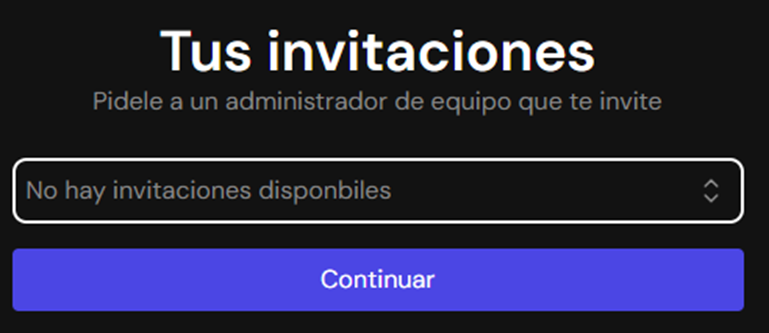 Tus invitaciones
Pidele a un administrador de equipo que te invite
No hay invitaciones disponbiles
Continuar